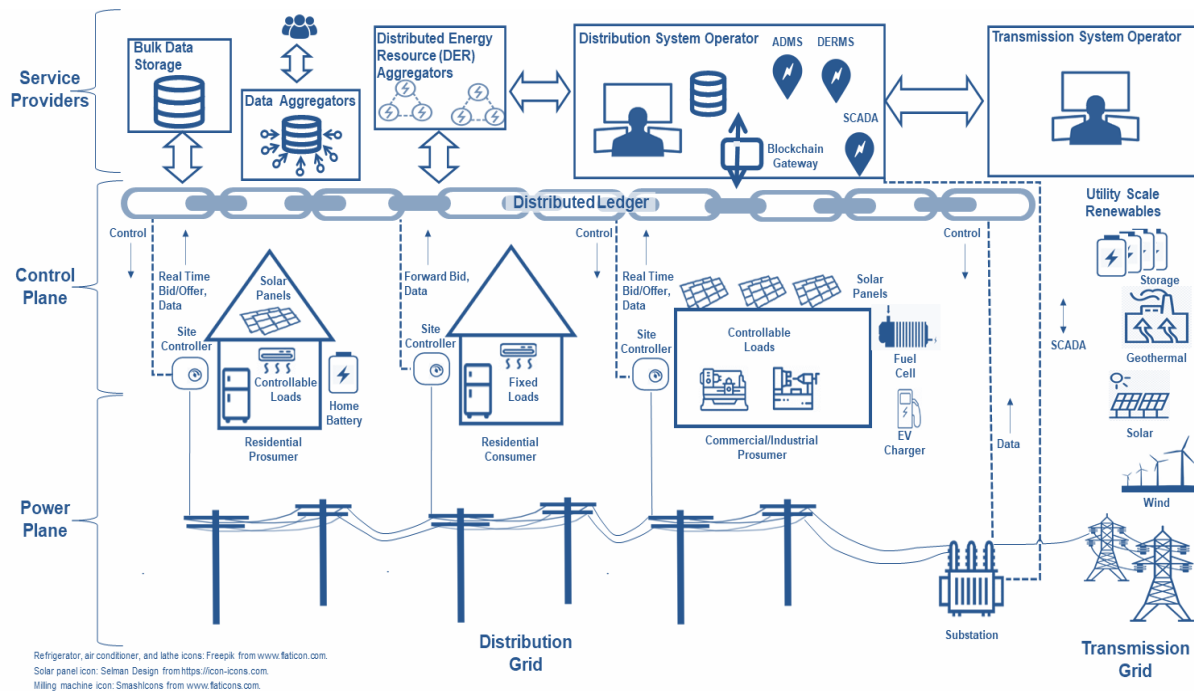 Service
Providers
Bulk Data
Storage
Data Aggregators
Distributed Energy
Resource (DER)
Aggregators
Distribution System Operator
ADMS
DERMS
SCADA
Blockchain
Gateway
Transmission System Operator
Distributed Ledger
Control
Plane
Control
Real Time
Bid/Offer,
Data
Solar
Panels
Site
Controller
Controllable
Loads
Home
Battery
Residential
Prosumer
Forward Bid,
Data
Site
Controller
Fixed
Loads
Residential
Consumer
Control
Real Time
Bid/Offer,
Data
Site
Controller
Solar
Panels
Controllable
Loads
Fuel
Cell
EV
Charger
Commercial/Industrial
Prosumer
Control
Data
SCADA
Utility Scale
Renewables
Storage
Geothermal
Solar
Wind
Power
Plane
Substation
Distribution
Grid
Transmission
Grid
Refrigerator, air conditioner, and lathe icons: Freepik from www.flaticon.com.
Solar panel icon: Selman Design from https://icon-icons.com.
Milling machine icon: SmashIcons from www.flaticons.com.